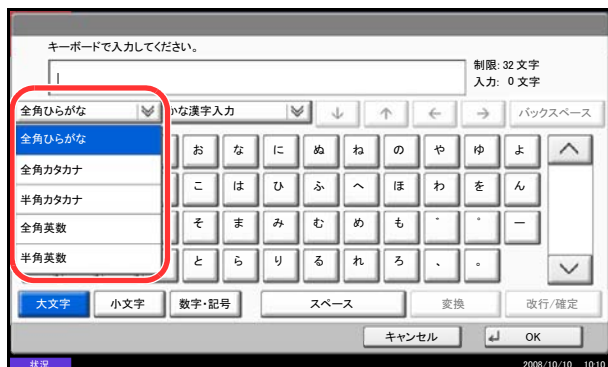 キーボードで入力してください。
制限: 32 文字
入力: 0 文字
全角ひらがな かな漢字入力 ↓ ↑ ← → バックスペース
全角ひらがな
全角カタカナ
半角カタカナ
全角英数
半角英数
お な に ぬ ね の や ゆ よ
こ は ひ ふ へ ほ わ を ん
そ ま み む め も ゛ ゜ ー
と ら り る れ ろ 、 。
大文字 小文字 数字・記号 スペース 変換 改行/確定
キャンセル OK
状況 2008/10/10 10:10